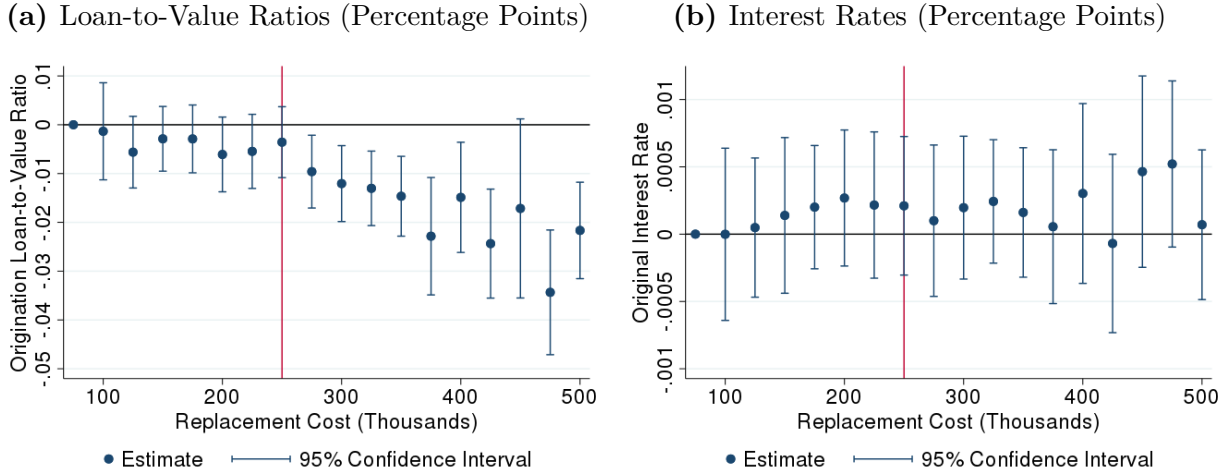 (a) Loan-to-Value Ratios (Percentage Points)
Origination Loan-to-Value Ratio
.01
0
-.01
-.02
-.03
-.04
-.05
100 200 300 400 500
Replacement Cost (Thousands)
Estimate 95% Confidence Interval
(b) Interest Rates (Percentage Points)
Original Interest Rate
.001
.0005
0
-.0005
-.001
100 200 300 400 500
Replacement Cost (Thousands)
Estimate 95% Confidence Interval